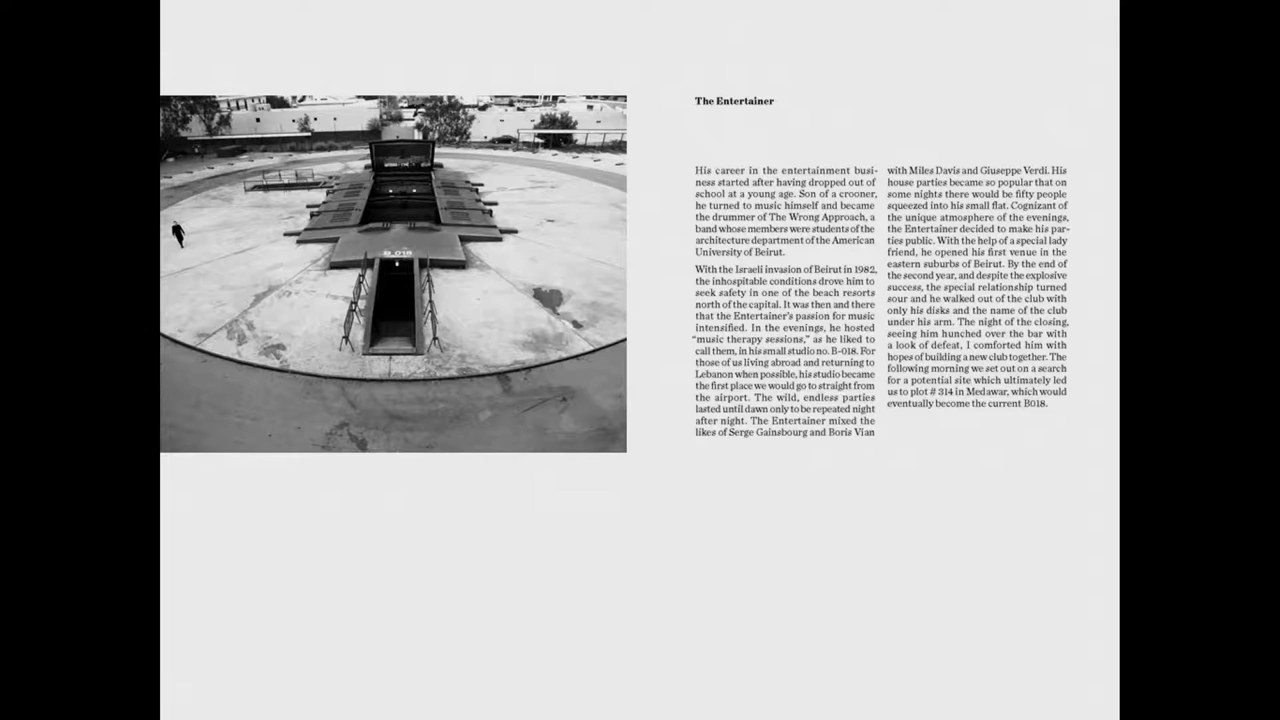 B 018
The Entertainer
His career in the entertainment busi-
ness started after having dropped out of
school at a young age. Son of a crooner,
he turned to music himself and became
the drummer of The Wrong Approach, a
band whose members were students of the
architecture department of the American
University of Beirut.
With the Israeli invasion of Beirut in 1982,
the inhospitable conditions drove him to
seek safety in one of the beach resorts
north of the capital. It was then and there
that the Entertainer's passion for music
intensified. In the evenings, he hosted
“music therapy sessions,” as he liked to
call them, in his small studio no. B-018. For
those of us living abroad and returning to
Lebanon when possible, his studio became
the first place we would go to straight from
the airport. The wild, endless parties
lasted until dawn only to be repeated night
after night. The Entertainer mixed the
likes of Serge Gainsbourg and Boris Vian
with Miles Davis and Giuseppe Verdi. His
house parties became so popular that on
some nights there would be fifty people
squeezed into his small flat. Cognizant of
the unique atmosphere of the evenings,
the Entertainer decided to make his par-
ties public. With the help of a special lady
friend, he opened his first venue in the
eastern suburbs of Beirut. By the end of
the second year, and despite the explosive
success, the special relationship turned
sour and he walked out of the club with
only his disks and the name of the club
under his arm. The night of the closing,
seeing him hunched over the bar with
a look of defeat, I comforted him with
hopes of building a new club together. The
following morning we set out on a search
for a potential site which ultimately led
us to plot # 314 in Medawar, which would
eventually become the current B018.